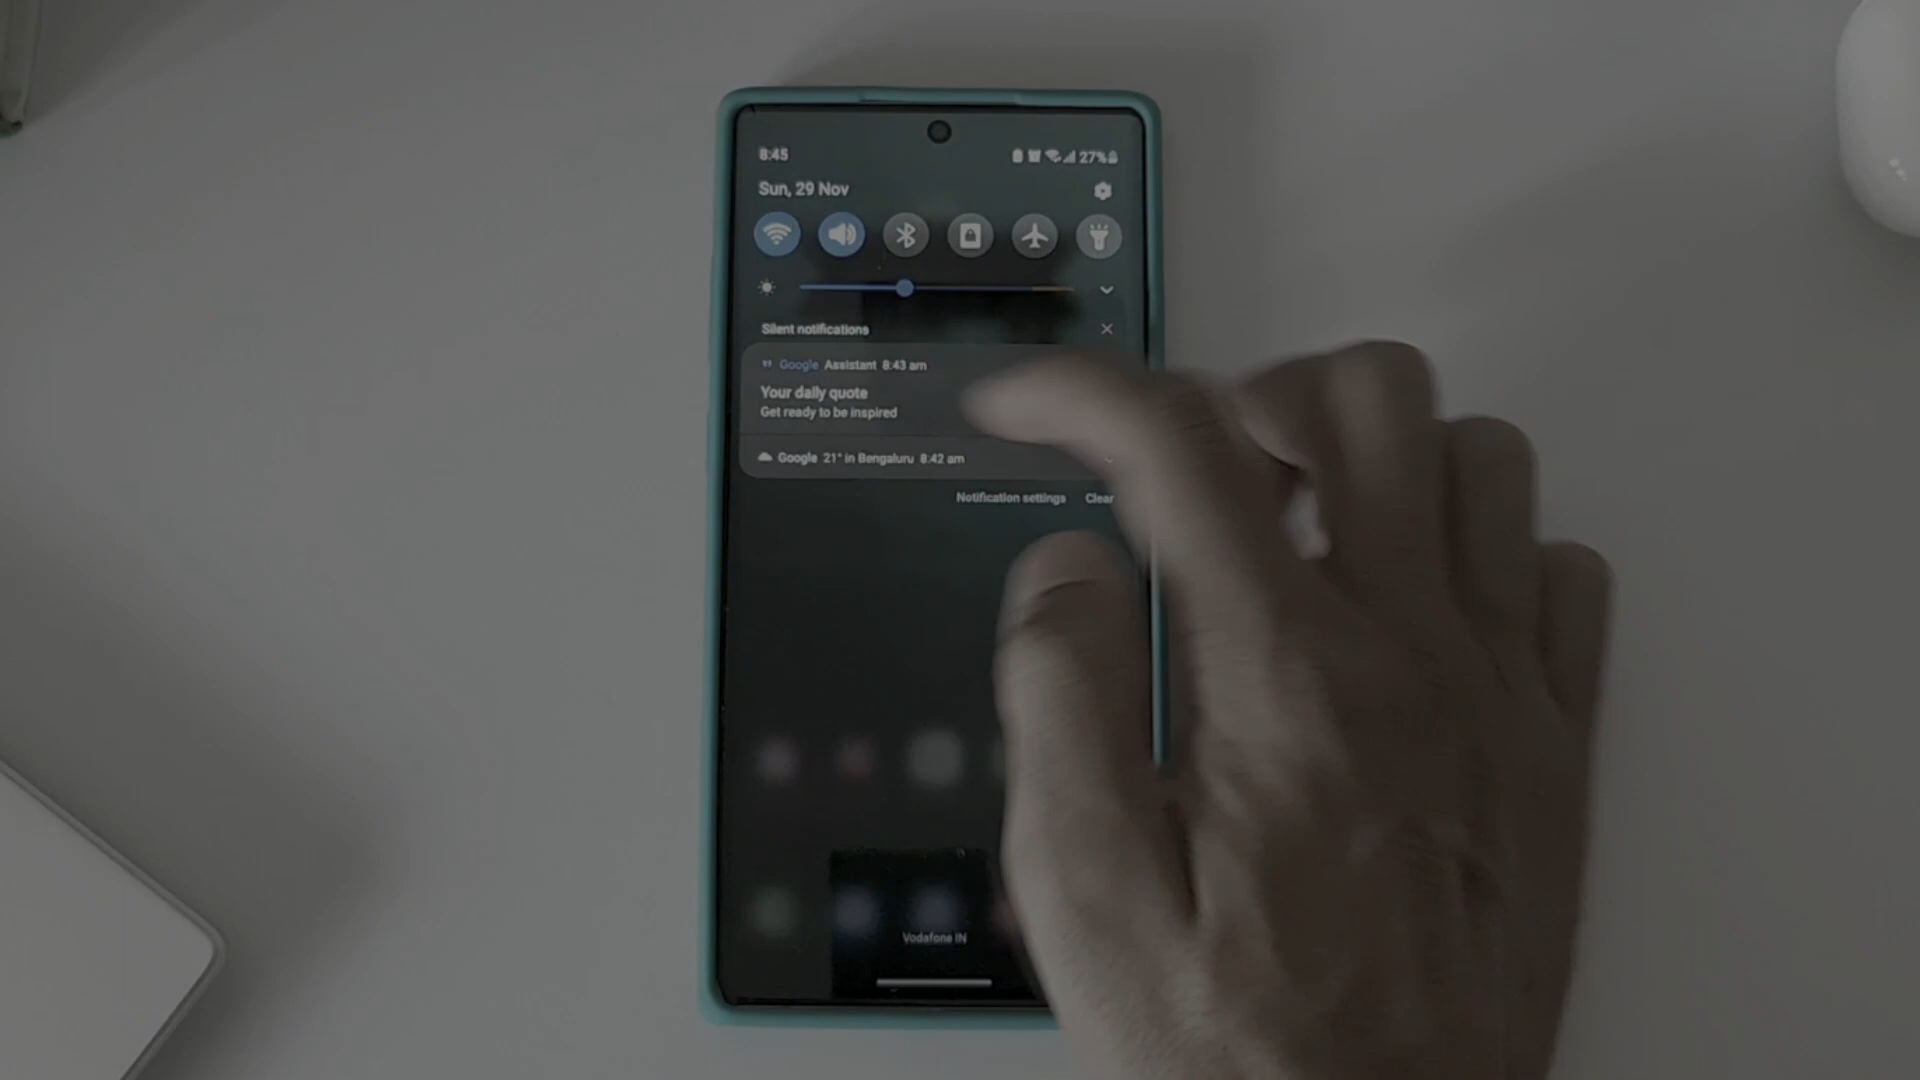 8:45 27%
Sun, 29 Nov
Silent notifications
Google Assistant 8:43 am
Your daily quote
Get ready to be inspired
Google 21° in Bengaluru 8:42 am
Notification settings Clear
Vodafone IN